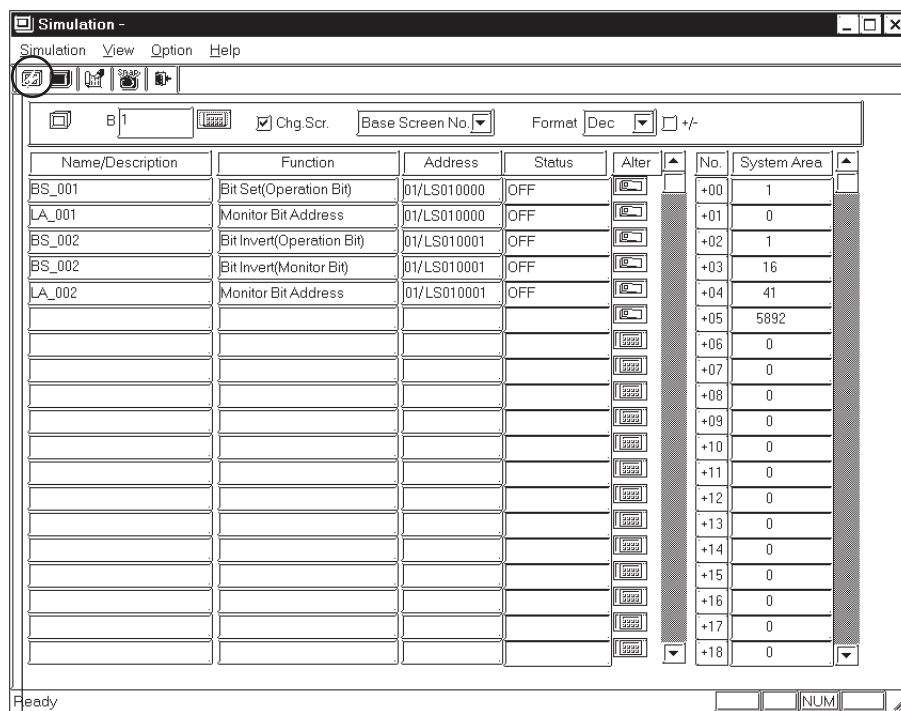 Simulation -
Simulation View Option Help
Snap
B 1 Chg.Scr. Base Screen No. Format Dec +/-
Name/Description Function Address Status Alter No. System Area
BS_001 Bit Set(Operation Bit) 01/LS010000 OFF +00 1
LA_001 Monitor Bit Address 01/LS010000 OFF +01 0
BS_002 Bit Invert(Operation Bit) 01/LS010001 OFF +02 1
BS_002 Bit Invert(Monitor Bit) 01/LS010001 OFF +03 16
LA_002 Monitor Bit Address 01/LS010001 OFF +04 41
+05 5892
+06 0
+07 0
+08 0
+09 0
+10 0
+11 0
+12 0
+13 0
+14 0
+15 0
+16 0
+17 0
+18 0
Ready NUM